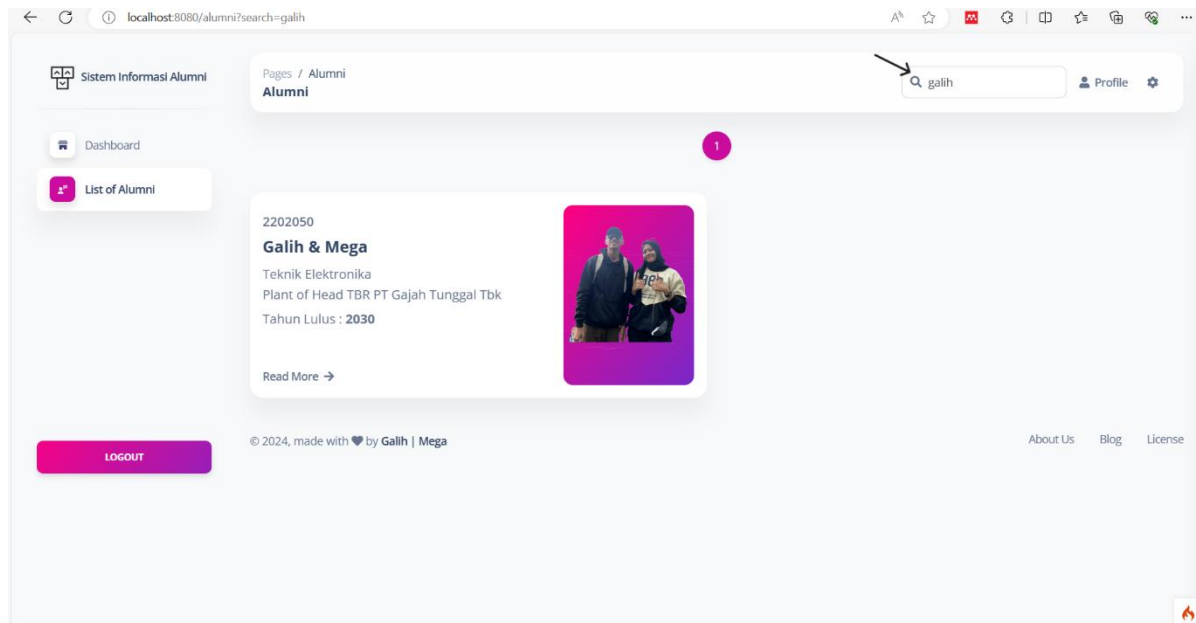 localhost:8080/alumni?search=galih
Sistem Informasi Alumni
Pages / Alumni
Alumni
galih
Profile
Dashboard
List of Alumni
1
2202050
Galih & Mega
Teknik Elektronika
Plant of Head TBR PT Gajah Tunggal Tbk
Tahun Lulus : 2030
Read More →
LOGOUT
© 2024, made with ♥ by Galih | Mega
About Us Blog License